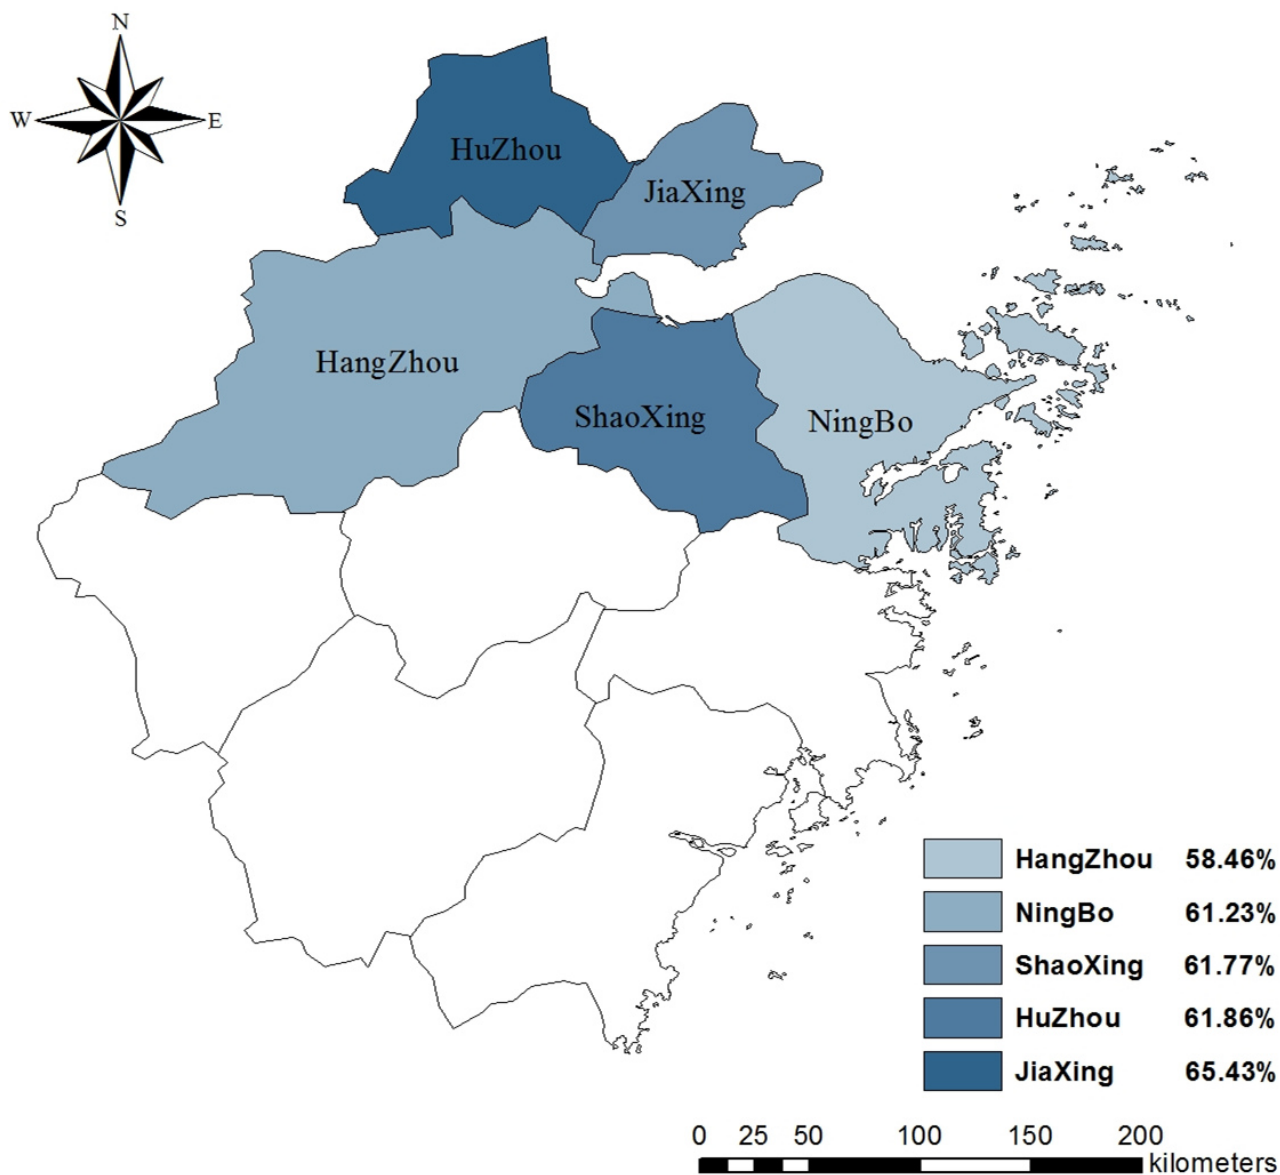 N
W E
S
HuZhou
JiaXing
HangZhou
ShaoXing
NingBo
HangZhou 58.46%
NingBo 61.23%
ShaoXing 61.77%
HuZhou 61.86%
JiaXing 65.43%
0 25 50 100 150 200
kilometers